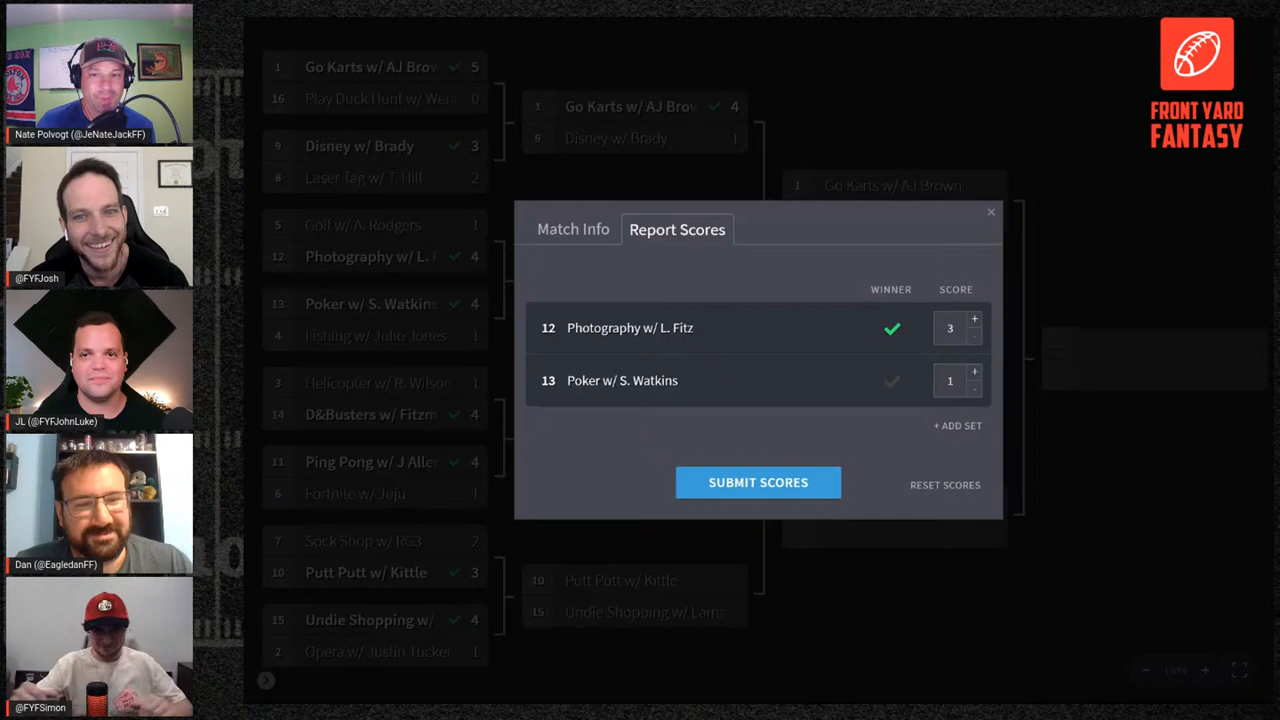 Nate Polvogt (@JeNateJackFF)
@FYFJosh
JL (@FYFJohnLuke)
Dan (@EagledanFF)
@FYFSimon
1 Go Karts w/ AJ Brow 5
16 Play Duck Hunt w/ Wen 0
9 Disney w/ Brady 3
8 Laser Tag w/ T. Hill 2
5 Golf w/ A. Rodgers 1
12 Photography w/ L. F 4
13 Poker w/ S. Watkins 4
4 Fishing w/ Julio Jones 1
3 Helicopter w/ R. Wilson 1
14 D&Busters w/ Fitzm 4
11 Ping Pong w/ J Aller 4
6 Fortnite w/ Juju 1
7 Sock Shop w/ RG3 2
10 Putt Putt w/ Kittle 3
15 Undie Shopping w/ 4
2 Opera w/ Justin Tucker 1
1 Go Karts w/ AJ Brow 4
9 Disney w/ Brady 1
10 Putt Putt w/ Kittle
15 Undie Shopping w/ Lama
1 Go Karts w/ AJ Brown
Match Info
Report Scores
×
WINNER SCORE
12 Photography w/ L. Fitz 3
13 Poker w/ S. Watkins 1
+ ADD SET
SUBMIT SCORES
RESET SCORES
FRONT YARD
FANTASY